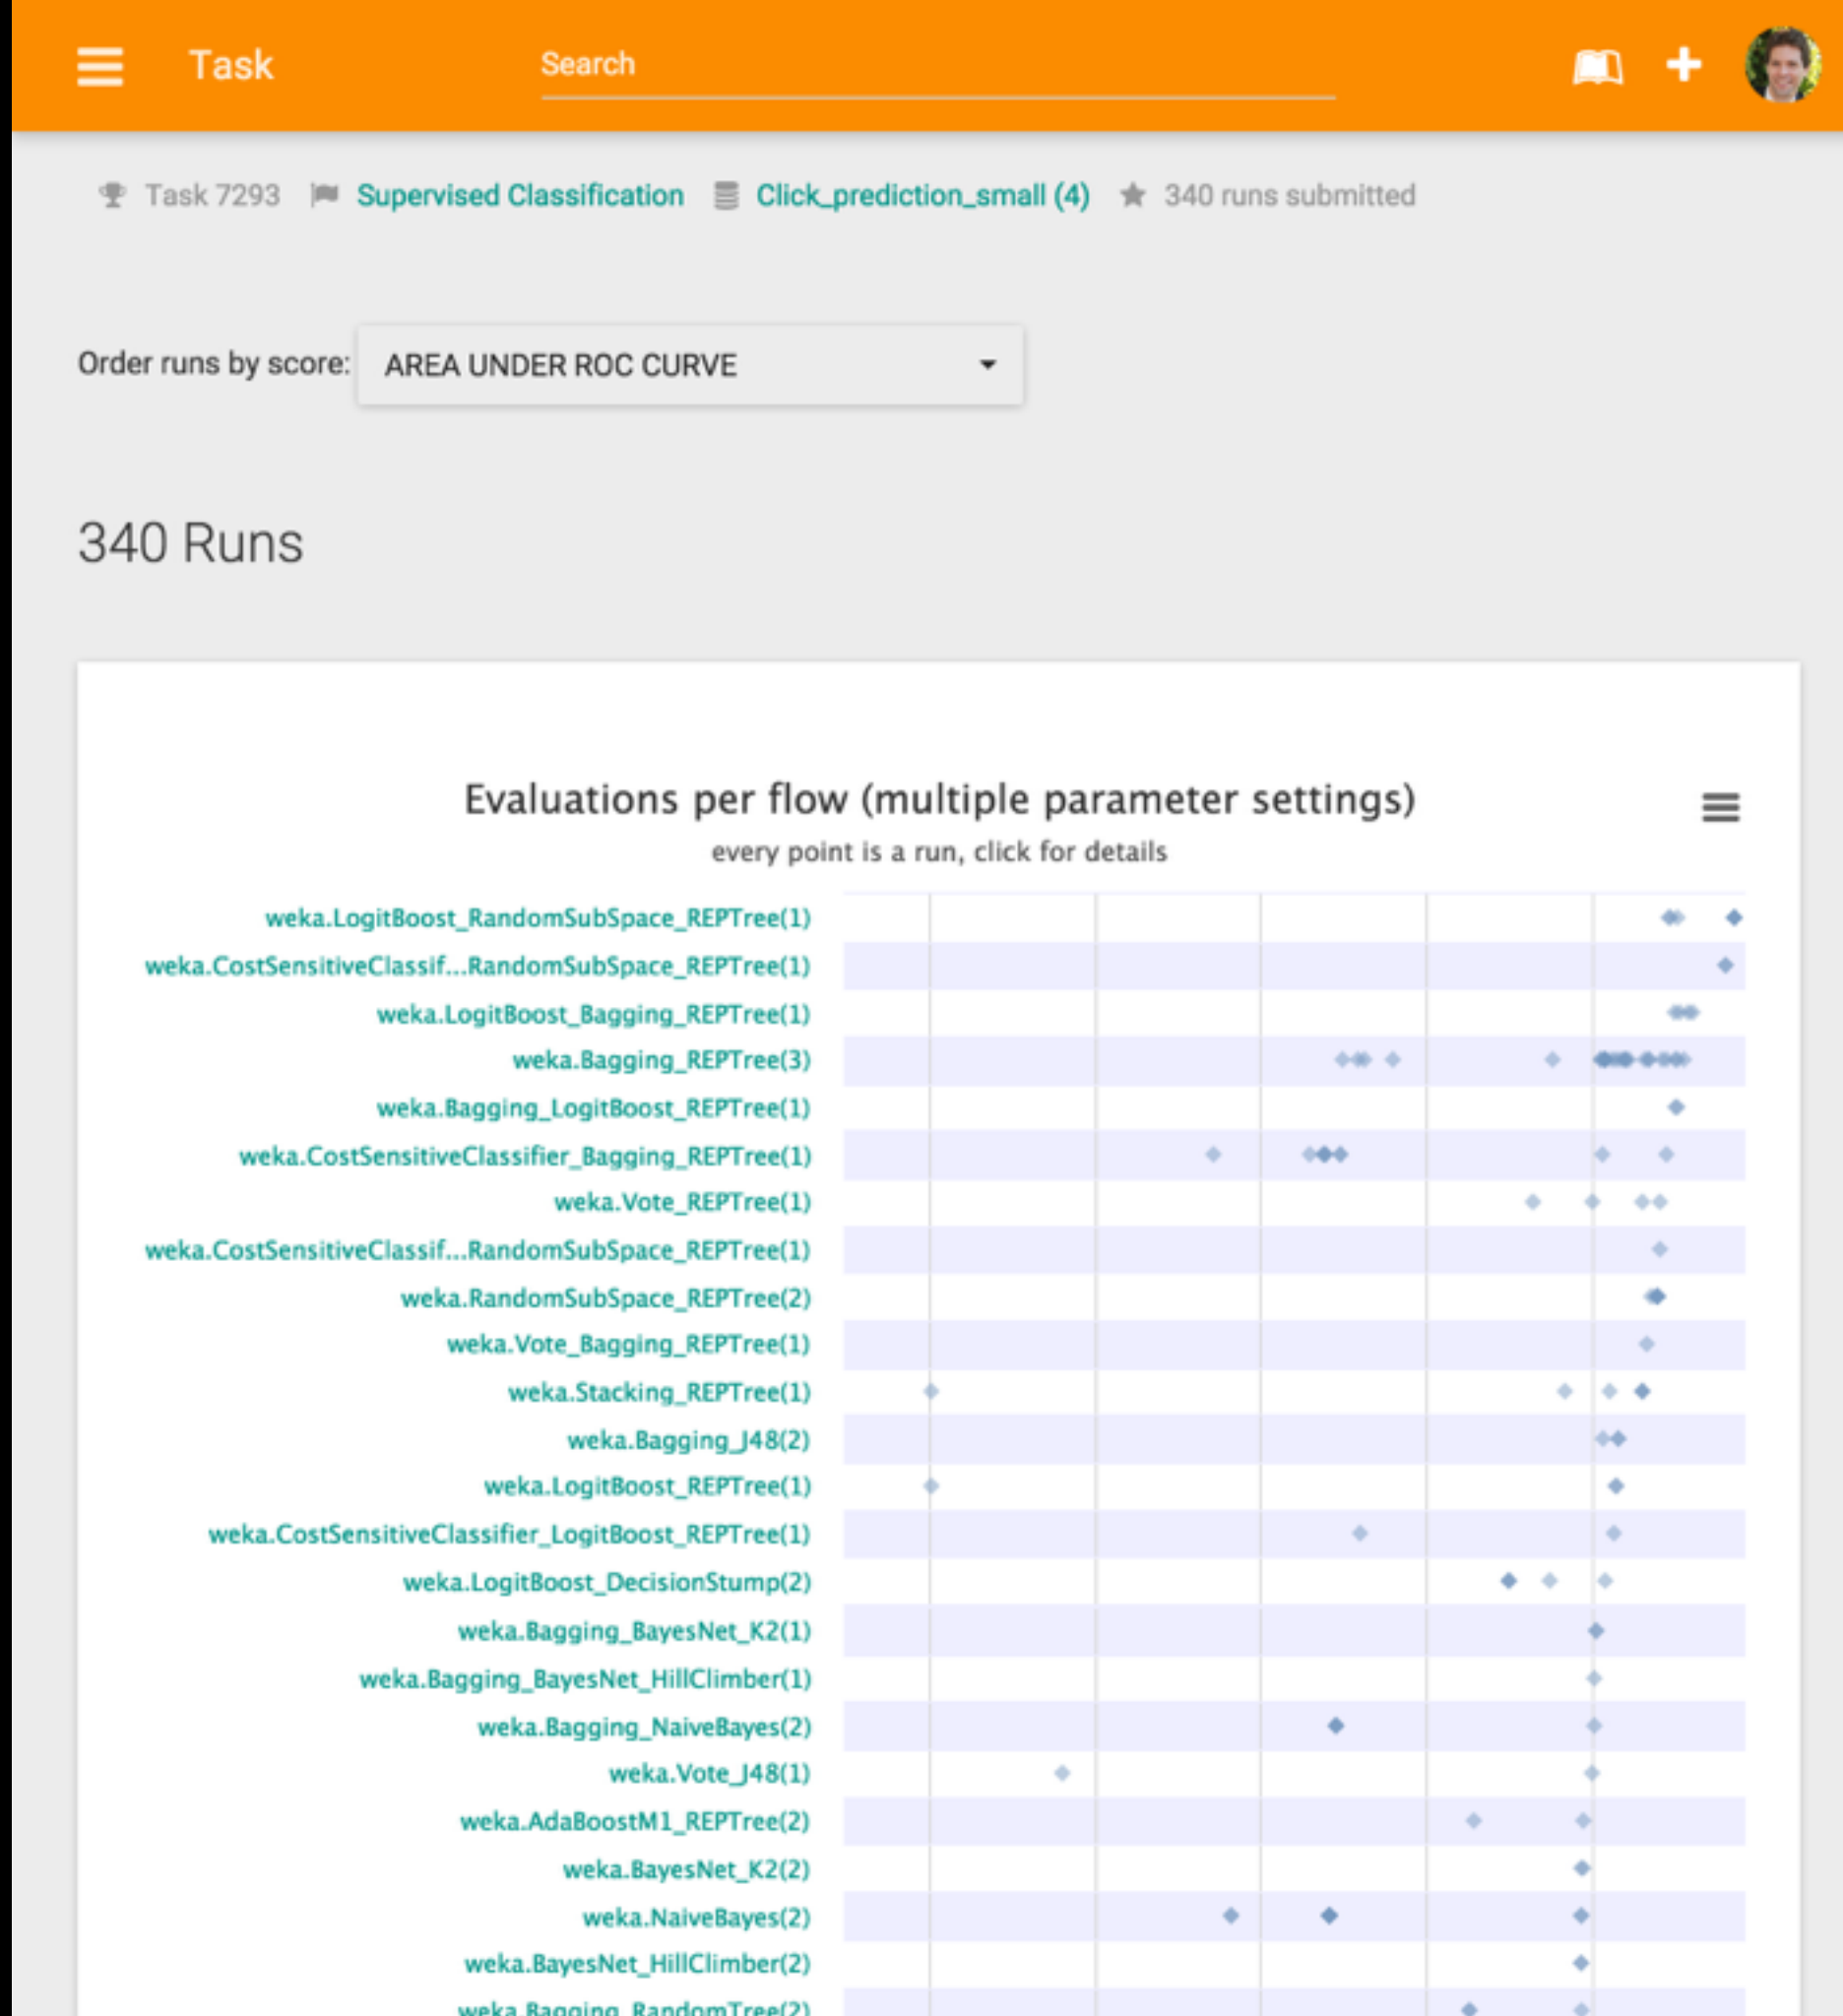 Task Search
Task 7293 Supervised Classification Click_prediction_small (4) 340 runs submitted
Order runs by score: AREA UNDER ROC CURVE
340 Runs
Evaluations per flow (multiple parameter settings)
every point is a run, click for details
weka.LogitBoost_RandomSubSpace_REPTree(1)
weka.CostSensitiveClassif...RandomSubSpace_REPTree(1)
weka.LogitBoost_Bagging_REPTree(1)
weka.Bagging_REPTree(3)
weka.Bagging_LogitBoost_REPTree(1)
weka.CostSensitiveClassifier_Bagging_REPTree(1)
weka.Vote_REPTree(1)
weka.CostSensitiveClassif...RandomSubSpace_REPTree(1)
weka.RandomSubSpace_REPTree(2)
weka.Vote_Bagging_REPTree(1)
weka.Stacking_REPTree(1)
weka.Bagging_J48(2)
weka.LogitBoost_REPTree(1)
weka.CostSensitiveClassifier_LogitBoost_REPTree(1)
weka.LogitBoost_DecisionStump(2)
weka.Bagging_BayesNet_K2(1)
weka.Bagging_BayesNet_HillClimber(1)
weka.Bagging_NaiveBayes(2)
weka.Vote_J48(1)
weka.AdaBoostM1_REPTree(2)
weka.BayesNet_K2(2)
weka.NaiveBayes(2)
weka.BayesNet_HillClimber(2)
weka.Bagging_RandomTree(2)